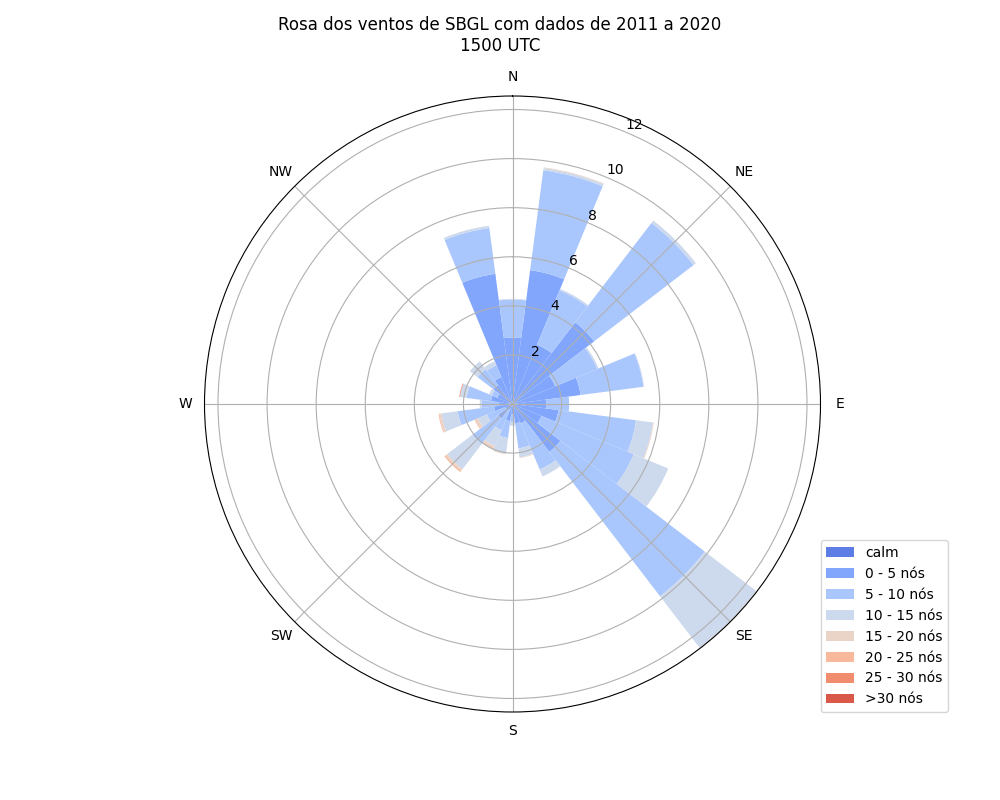 Rosa dos ventos de SBGL com dados de 2011 a 2020
1500 UTC
N
NW
NE
12
10
8
6
4
2
W
E
SW
SE
S
calm
0 - 5 nós
5 - 10 nós
10 - 15 nós
15 - 20 nós
20 - 25 nós
25 - 30 nós
>30 nós